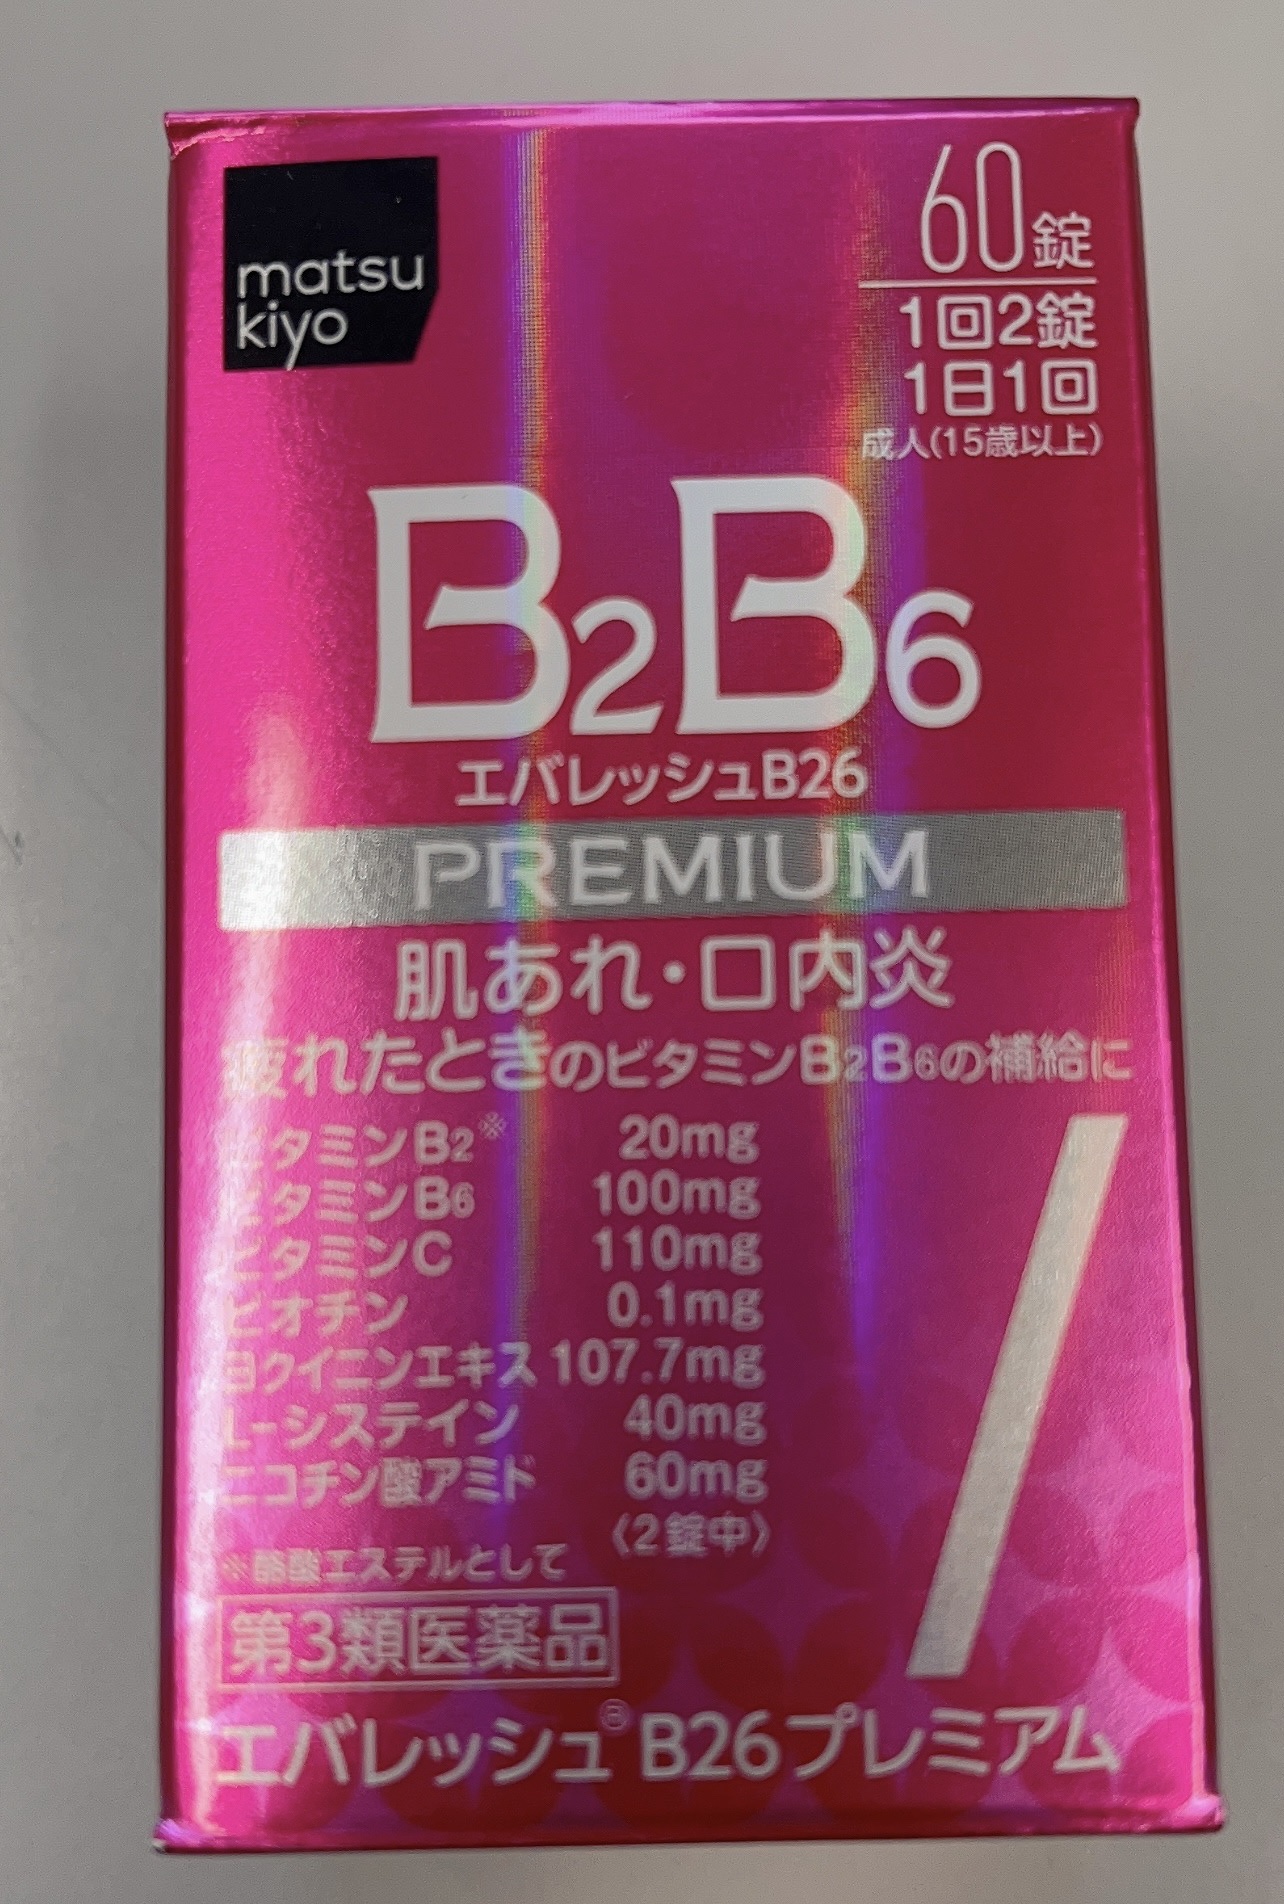 matsu
kiyo
60錠
1回2錠
1日1回
成人(15歳以上)
B2B6
エバレッシュB26
PREMIUM
肌あれ・口内炎
疲れたときのビタミンB2B6の補給に
ビタミンB2※ 20mg
ビタミンB6 100mg
ビタミンC 110mg
ビオチン 0.1mg
ヨクイニンエキス 107.7mg
L-システイン 40mg
ニコチン酸アミド 60mg
〈2錠中〉
※酪酸エステルとして
第3類医薬品
エバレッシュ® B26プレミアム